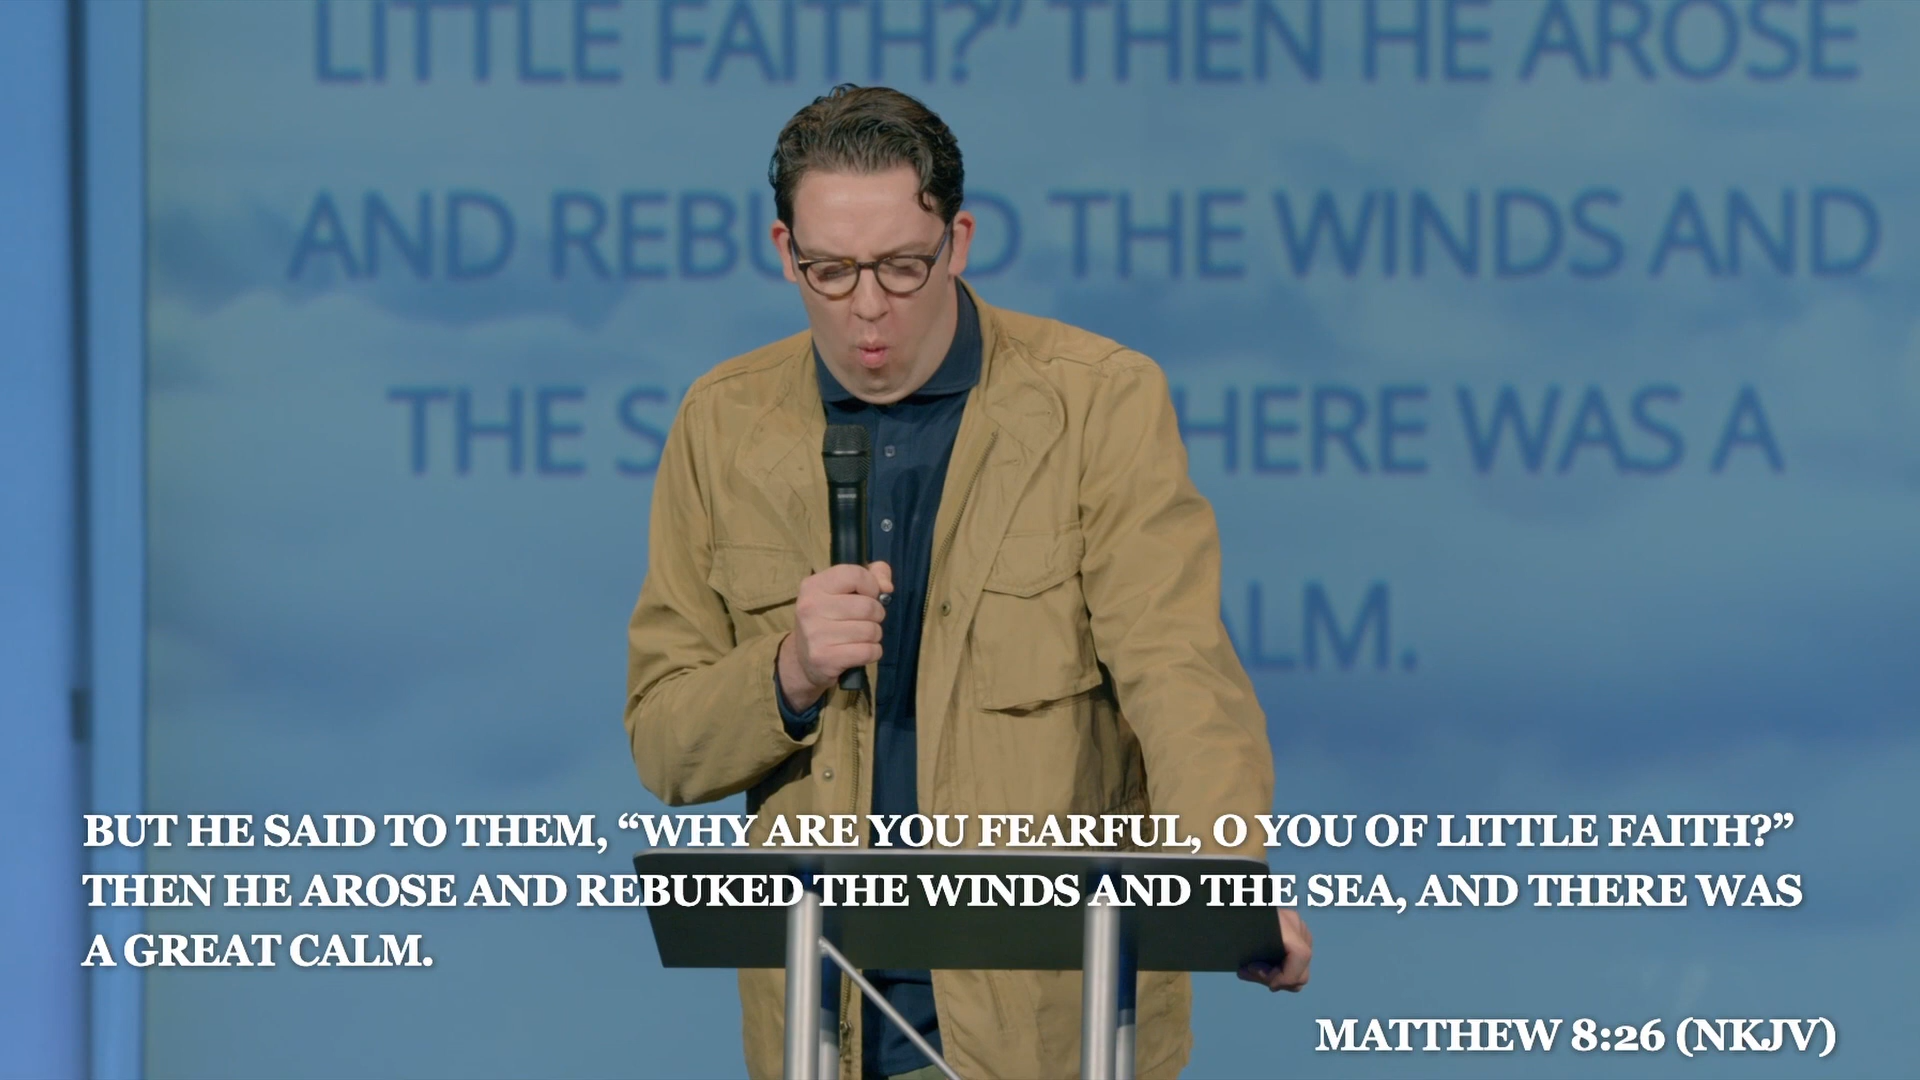 LITTLE FAITH?” THEN HE AROSE
AND THE WINDS AND
THE HERE WAS A
BUT HE SAID TO THEM, “WHY ARE YOU FEARFUL, O YOU OF LITTLE FAITH?”
THEN HE AROSE AND REBUKED THE WINDS AND THE SEA, AND THERE WAS
A GREAT CALM.
MATTHEW 8:26 (NKJV)